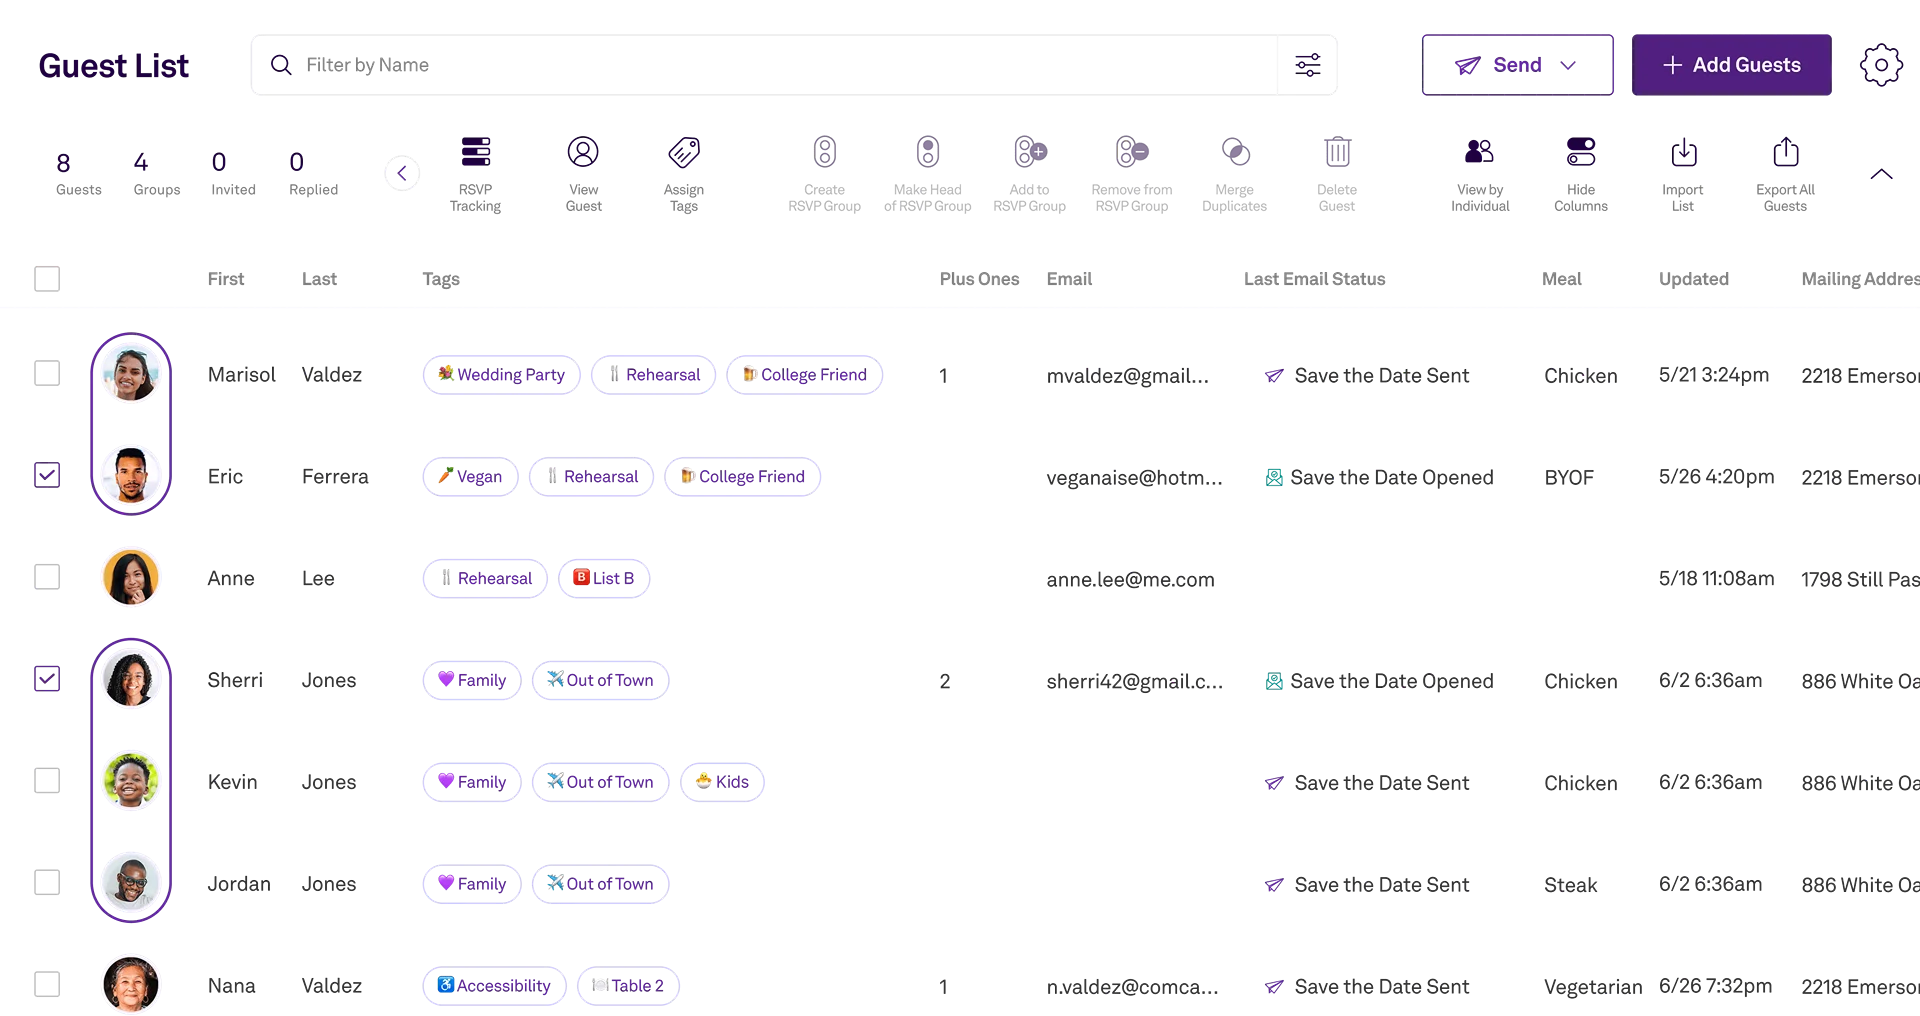 Guest List
Filter by Name
Send
Add Guests
8
Guests
4
Groups
0
Invited
0
Replied
RSVP
Tracking
View
Guest
Assign
Tags
Create
RSVP Group
Make Head
of RSVP Group
Add to
RSVP Group
Remove from
RSVP Group
Merge
Duplicates
Delete
Guest
View by
Individual
Hide
Columns
Import
List
Export All
Guests
First Last Tags Plus Ones Email Last Email Status Meal Updated Mailing Addres
Marisol Valdez Wedding Party Rehearsal College Friend 1 mvaldez@gmail... Save the Date Sent Chicken 5/21 3:24pm 2218 Emerson
Eric Ferrera Vegan Rehearsal College Friend veganaise@hotm... Save the Date Opened BYOF 5/26 4:20pm 2218 Emerson
Anne Lee Rehearsal B List B anne.lee@me.com 5/18 11:08am 1798 Still Pas
Sherri Jones Family Out of Town 2 sherri42@gmail.c... Save the Date Opened Chicken 6/2 6:36am 886 White Oa
Kevin Jones Family Out of Town Kids Save the Date Sent Chicken 6/2 6:36am 886 White Oa
Jordan Jones Family Out of Town Save the Date Sent Steak 6/2 6:36am 886 White Oa
Nana Valdez Accessibility Table 2 1 n.valdez@comca... Save the Date Sent Vegetarian 6/26 7:32pm 2218 Emerson